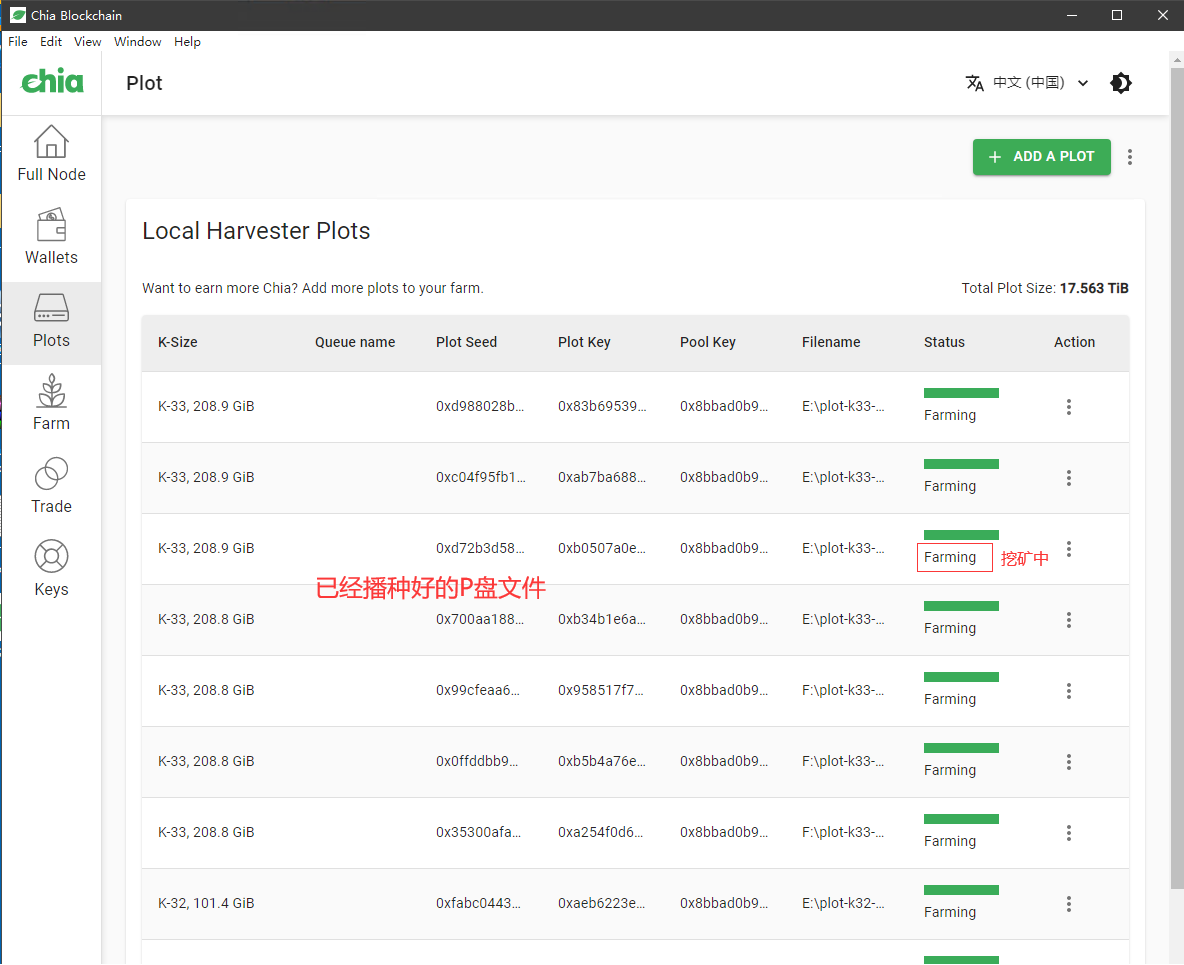 Chia Blockchain
File Edit View Window Help
chia
Plot
中文 (中国)
Full Node
Wallets
Plots
Farm
Trade
Keys
+ ADD A PLOT
Local Harvester Plots
Want to earn more Chia? Add more plots to your farm.
Total Plot Size: 17.563 TiB
K-Size Queue name Plot Seed Plot Key Pool Key Filename Status Action
K-33, 208.9 GiB 0xd988028b... 0x83b69539... 0x8bbad0b9... E:\plot-k33-... Farming
K-33, 208.9 GiB 0xc04f95fb1... 0xab7ba688... 0x8bbad0b9... E:\plot-k33-... Farming
K-33, 208.9 GiB 0xd72b3d58... 0xb0507a0e... 0x8bbad0b9... E:\plot-k33-... Farming 挖矿中
已经播种好的P盘文件
K-33, 208.8 GiB 0x700aa188... 0xb34b1e6a... 0x8bbad0b9... E:\plot-k33-... Farming
K-33, 208.8 GiB 0x99cfeaa6... 0x958517f7... 0x8bbad0b9... F:\plot-k33-... Farming
K-33, 208.8 GiB 0x0ffddbb9... 0xb5b4a76e... 0x8bbad0b9... F:\plot-k33-... Farming
K-33, 208.8 GiB 0x35300afa... 0xa254f0d6... 0x8bbad0b9... F:\plot-k33-... Farming
K-32, 101.4 GiB 0xfabc0443... 0xaeb6223e... 0x8bbad0b9... E:\plot-k32-... Farming